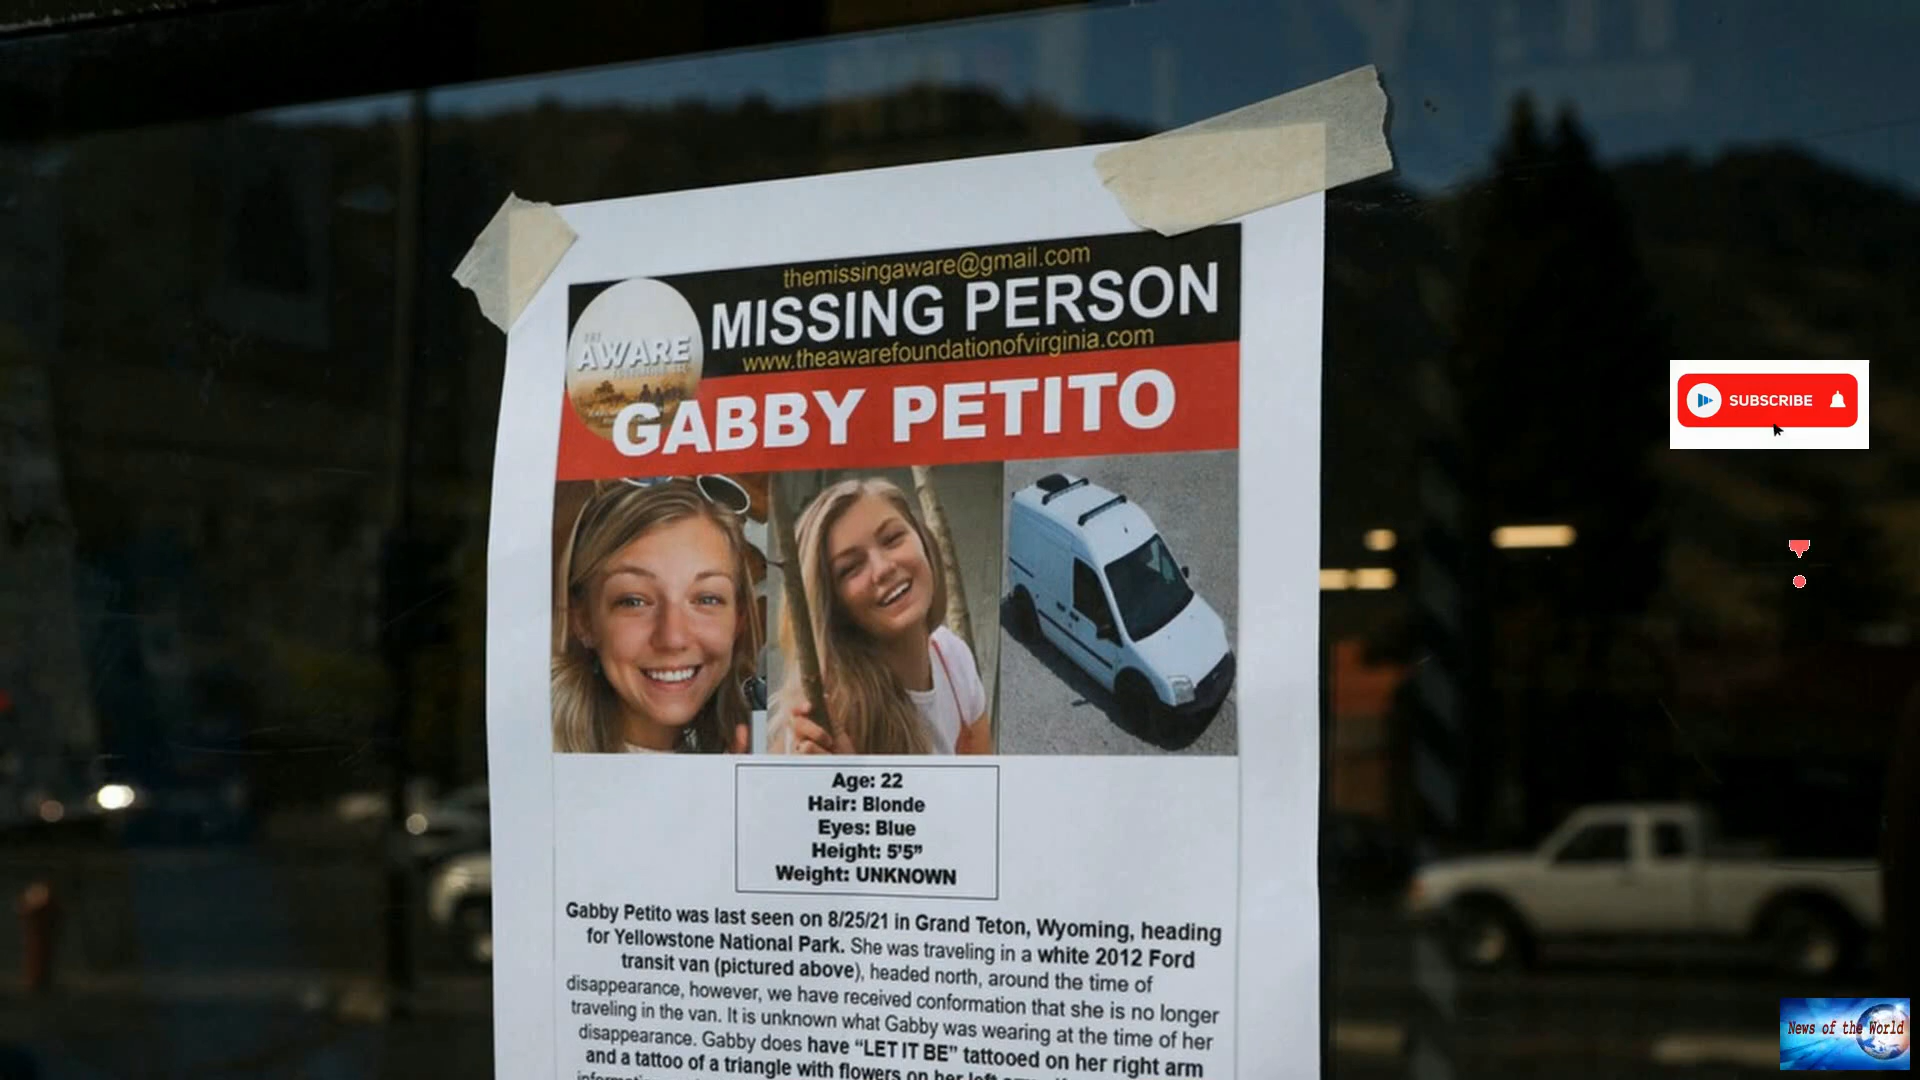 themissingaware@gmail.com
MISSING PERSON
www.theawarefoundationofvirginia.com
AWARE
GABBY PETITO
Age: 22
Hair: Blonde
Eyes: Blue
Height: 5'5”
Weight: UNKNOWN
Gabby Petito was last seen on 8/25/21 in Grand Teton, Wyoming, heading
for Yellowstone National Park. She was traveling in a white 2012 Ford
transit van (pictured above), headed north, around the time of
disappearance, however, we have received conformation that she is no longer
traveling in the van. It is unknown what Gabby was wearing at the time of her
disappearance. Gabby does have “LET IT BE” tattooed on her right arm
and a tattoo of a triangle with flowers on her left
SUBSCRIBE
News of the World